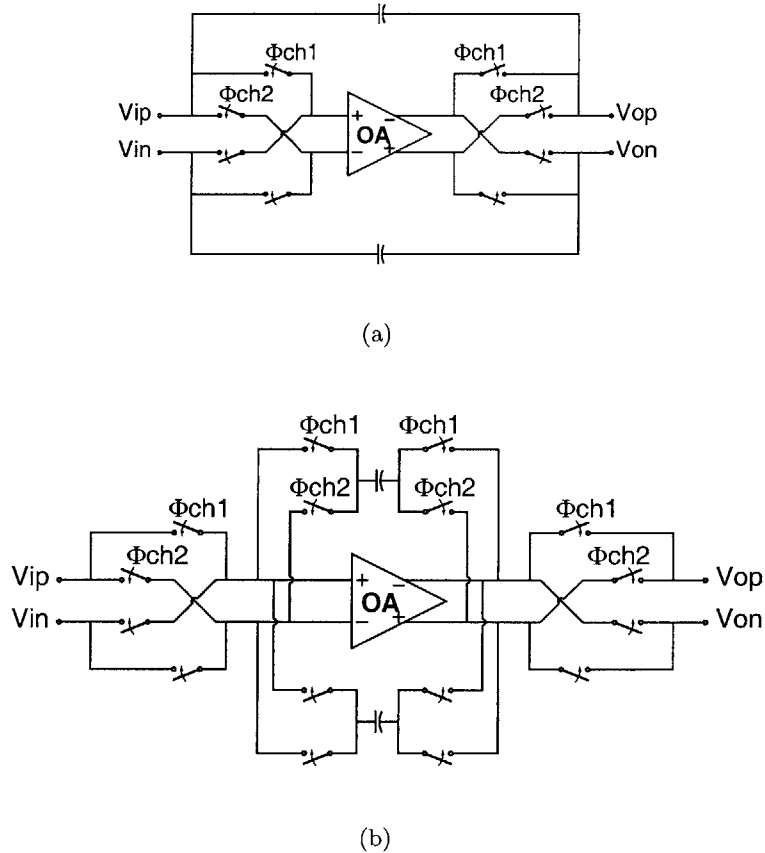 Φch1
Φch1
Φch2
Φch2
Vip
+
−
Vop
OA
Vin
−
+
Von
(a)
Φch1
Φch1
Φch2
Φch2
Φch1
Φch1
Φch2
Φch2
Vip
+
−
Vop
OA
Vin
−
+
Von
(b)